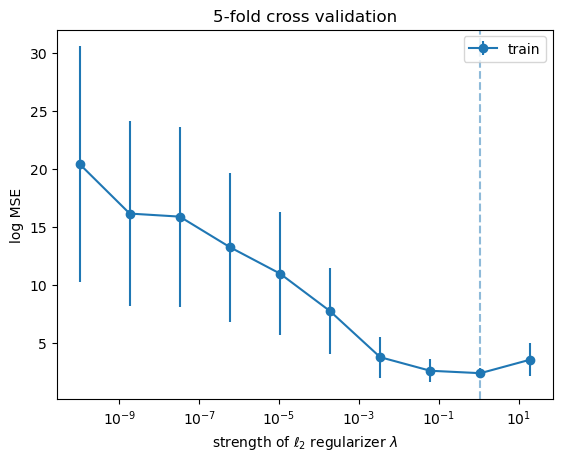 5-fold cross validation
train
log MSE
30
25
20
15
10
5
10⁻⁹ 10⁻⁷ 10⁻⁵ 10⁻³ 10⁻¹ 10¹
strength of ℓ₂ regularizer λ